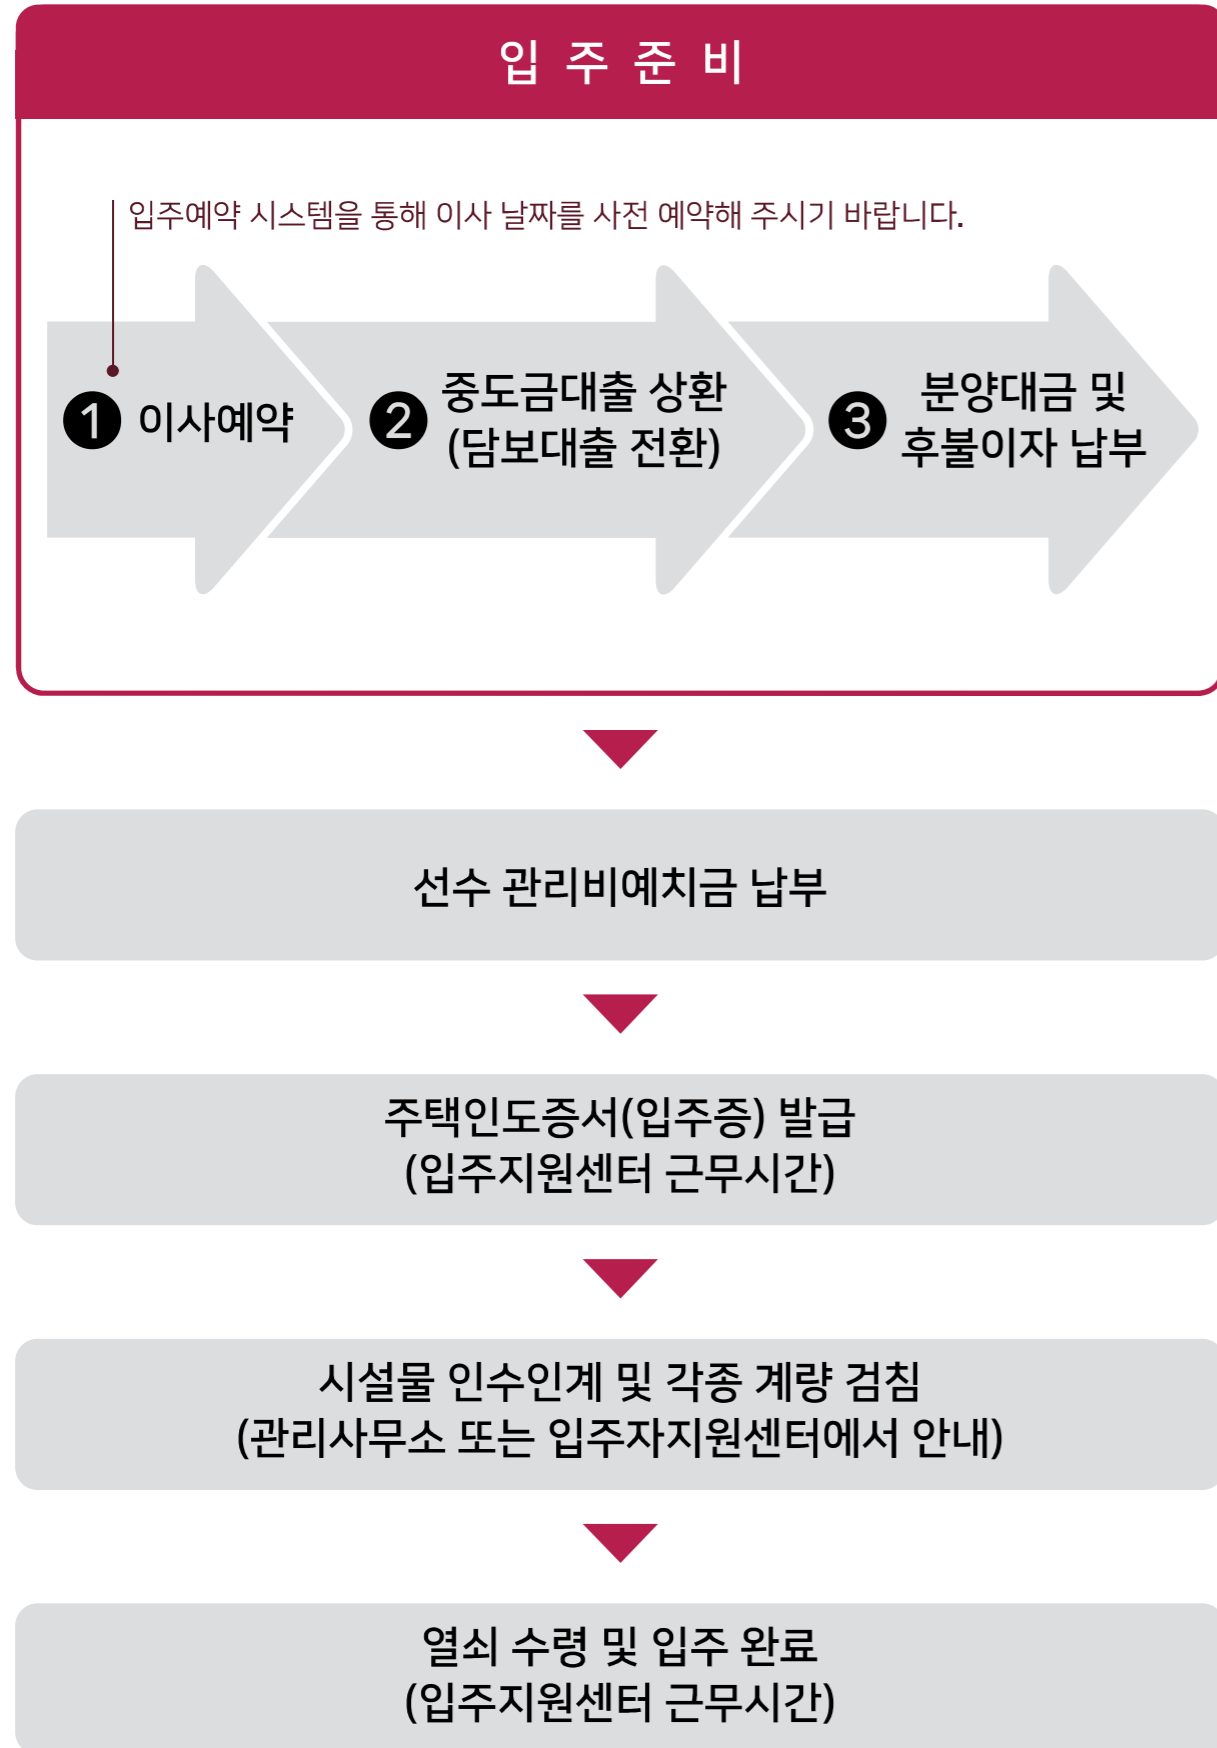 입 주 준 비
입주예약 시스템을 통해 이사 날짜를 사전 예약해 주시기 바랍니다.
❶ 이사예약
❷ 중도금대출 상환
(담보대출 전환)
❸ 분양대금 및
후불이자 납부
선수 관리비예치금 납부
주택인도증서(입주증) 발급
(입주지원센터 근무시간)
시설물 인수인계 및 각종 계량 검침
(관리사무소 또는 입주자지원센터에서 안내)
열쇠 수령 및 입주 완료
(입주지원센터 근무시간)